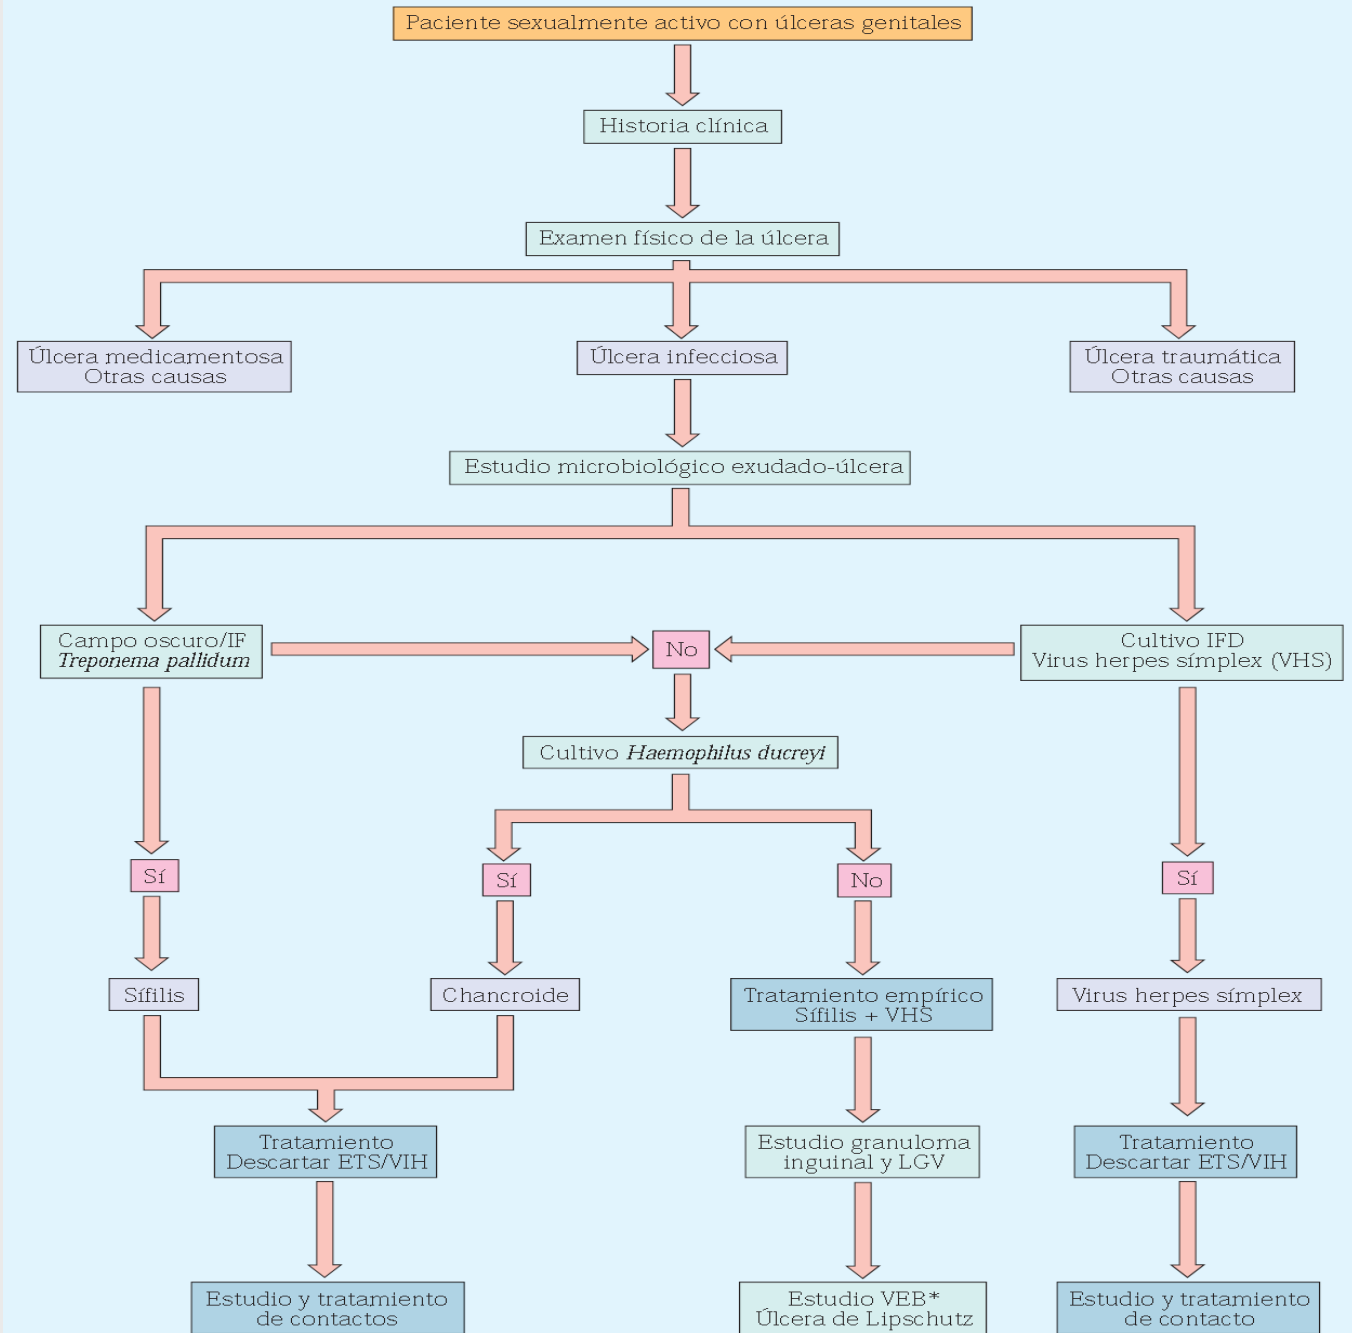 Paciente sexualmente activo con úlceras genitales
Historia clínica
Examen físico de la úlcera
Úlcera medicamentosa
Otras causas
Úlcera infecciosa
Úlcera traumática
Otras causas
Estudio microbiológico exudado-úlcera
Campo oscuro/IF
Treponema pallidum
No
Cultivo IFD
Virus herpes símplex (VHS)
Cultivo Haemophilus ducreyi
Sí
Sí
No
Sí
Sífilis
Chancroide
Tratamiento empírico
Sífilis + VHS
Virus herpes símplex
Tratamiento
Descartar ETS/VIH
Estudio granuloma
inguinal y LGV
Tratamiento
Descartar ETS/VIH
Estudio y tratamiento
de contactos
Estudio VEB*
Úlcera de Lipschutz
Estudio y tratamiento
de contacto